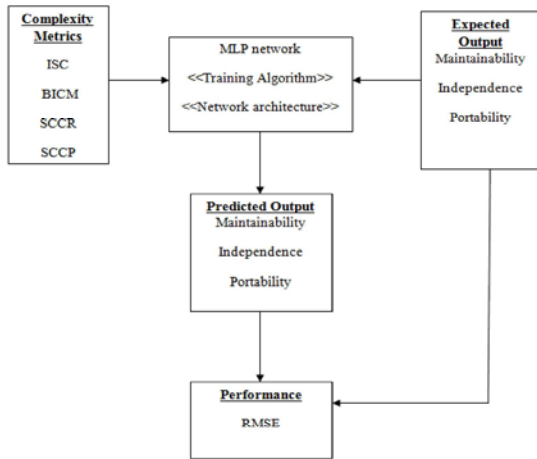 Complexity
Metrics
ISC
BICM
SCCR
SCCP
MLP network
<<Training Algorithm>>
<<Network architecture>>
Expected
Output
Maintainability
Independence
Portability
Predicted Output
Maintainability
Independence
Portability
Performance
RMSE